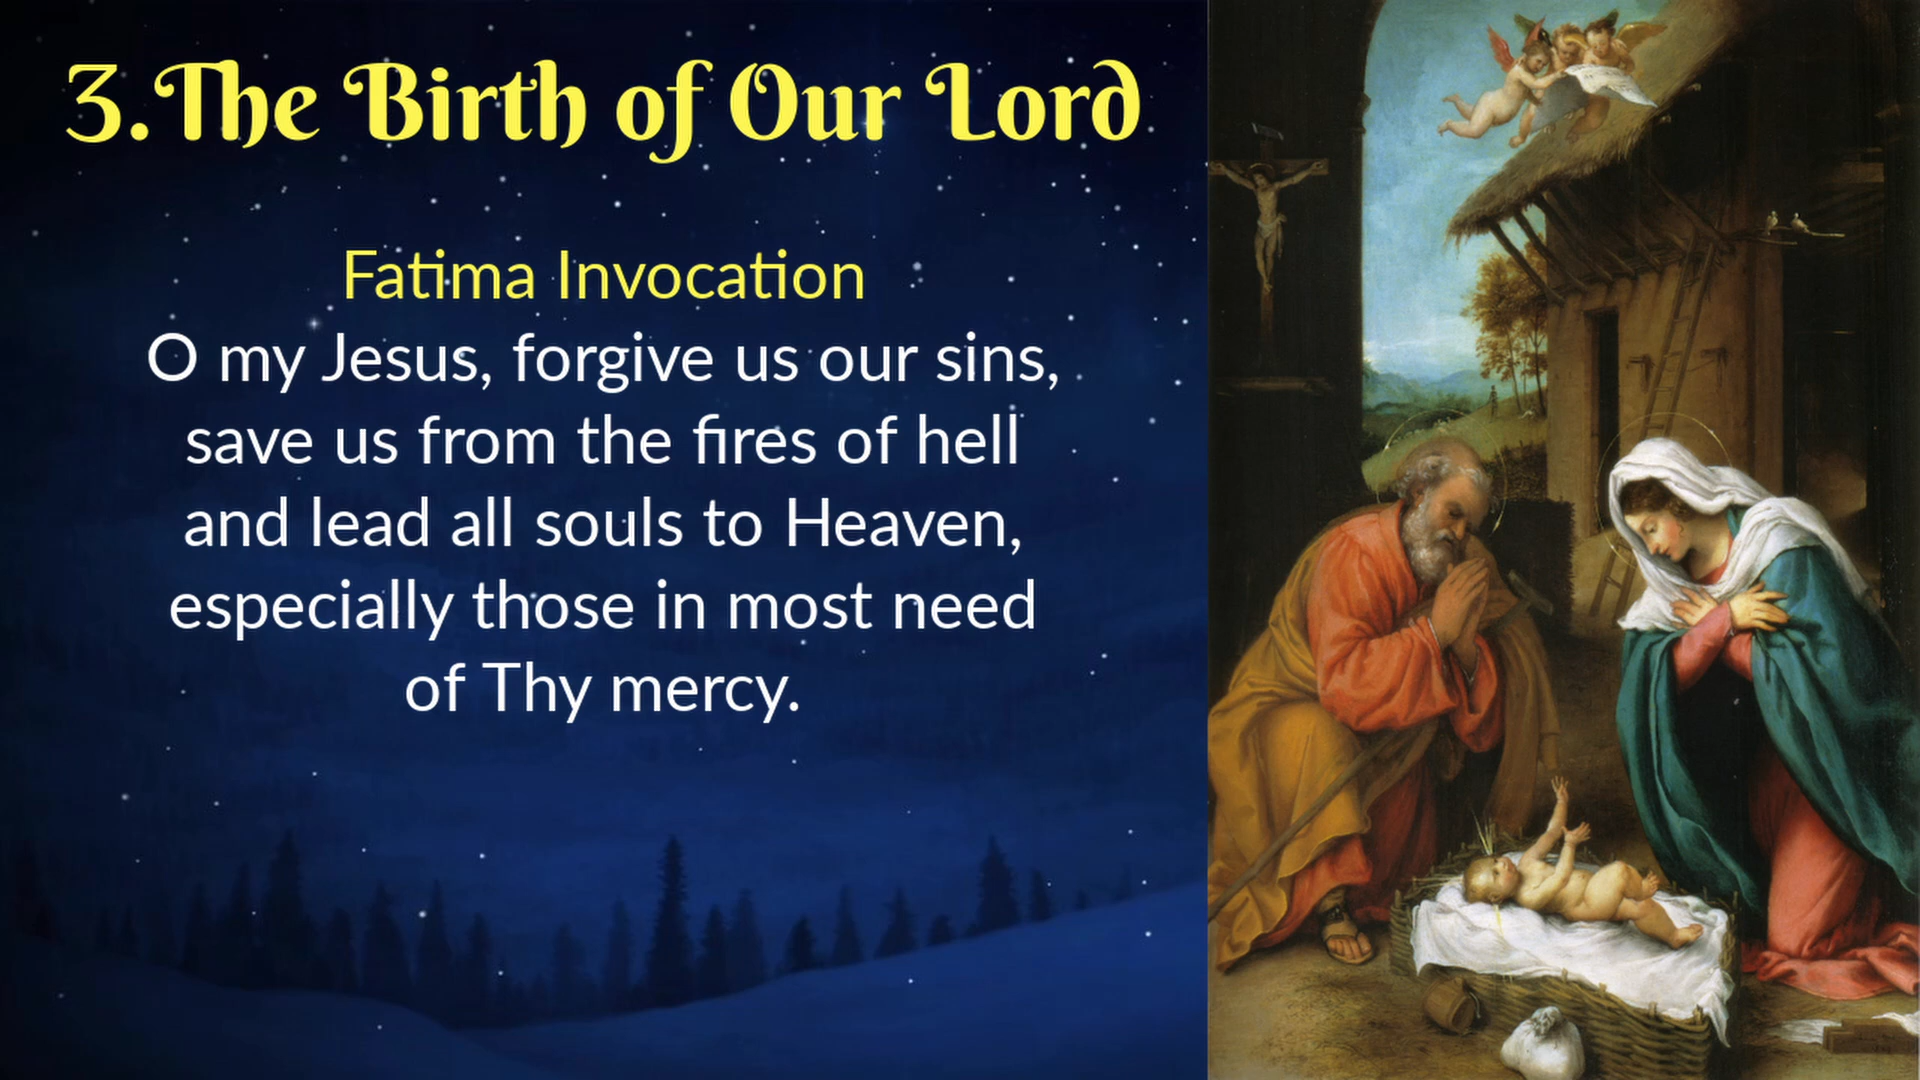 3.The Birth of Our Lord
Fatima Invocation
O my Jesus, forgive us our sins,
save us from the fires of hell
and lead all souls to Heaven,
especially those in most need
of Thy mercy.